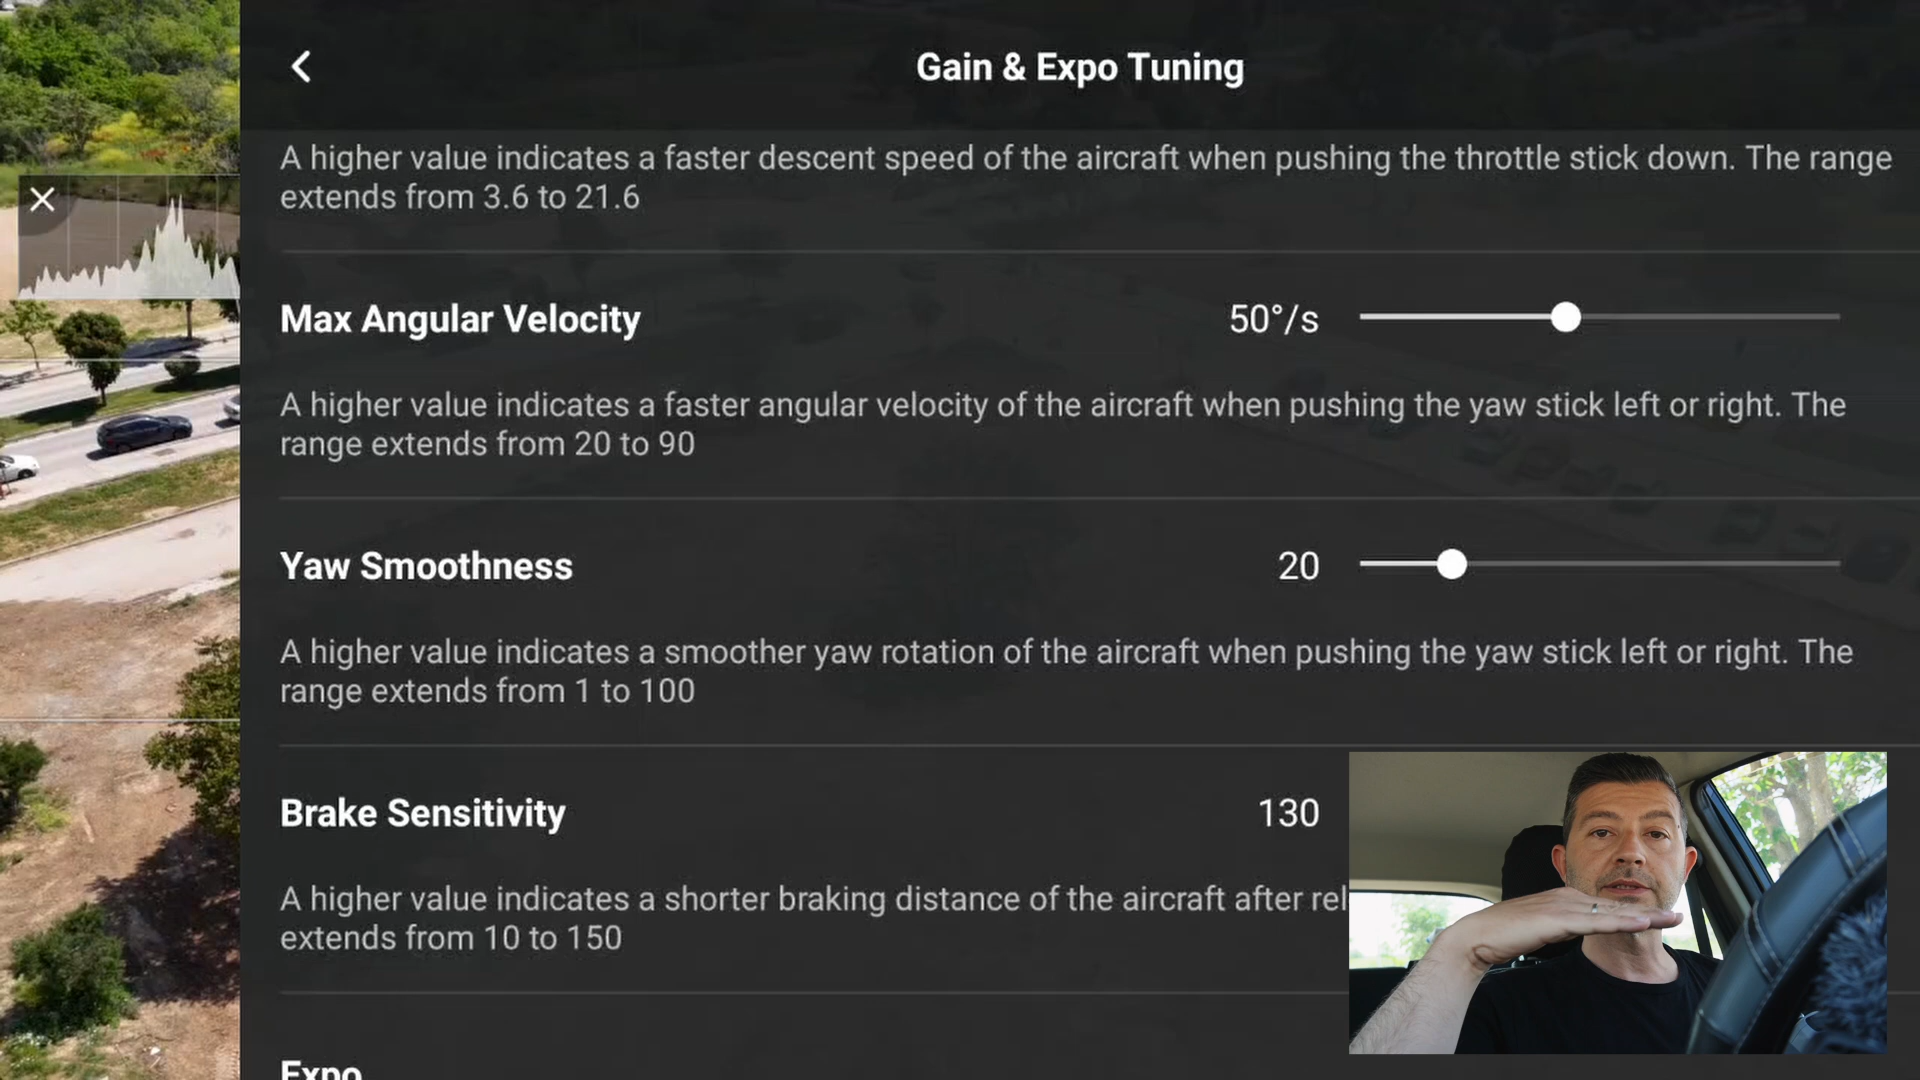 Gain & Expo Tuning
A higher value indicates a faster descent speed of the aircraft when pushing the throttle stick down. The range
extends from 3.6 to 21.6
Max Angular Velocity 50°/s
A higher value indicates a faster angular velocity of the aircraft when pushing the yaw stick left or right. The
range extends from 20 to 90
Yaw Smoothness 20
A higher value indicates a smoother yaw rotation of the aircraft when pushing the yaw stick left or right. The
range extends from 1 to 100
Brake Sensitivity 130
A higher value indicates a shorter braking distance of the aircraft after rel
extends from 10 to 150
Expo